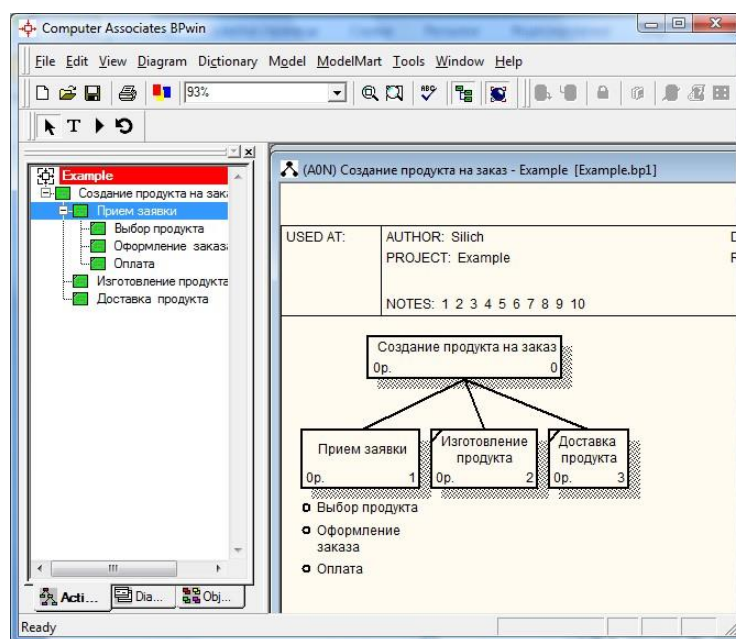 Computer Associates BPwin
File Edit View Diagram Dictionary Model ModelMart Tools Window Help
93%
ABC
T
Example
Создание продукта на зак
Прием заявки
Выбор продукта
Оформление заказ
Оплата
Изготовление продукта
Доставка продукта
Acti... Dia... Obj...
(A0N) Создание продукта на заказ - Example [Example.bp1]
USED AT:
AUTHOR: Silich
PROJECT: Example
NOTES: 1 2 3 4 5 6 7 8 9 10
Создание продукта на заказ
0р. 0
Прием заявки
0р. 1
Изготовление
продукта
0р. 2
Доставка
продукта
0р. 3
Выбор продукта
Оформление
заказа
Оплата
Ready